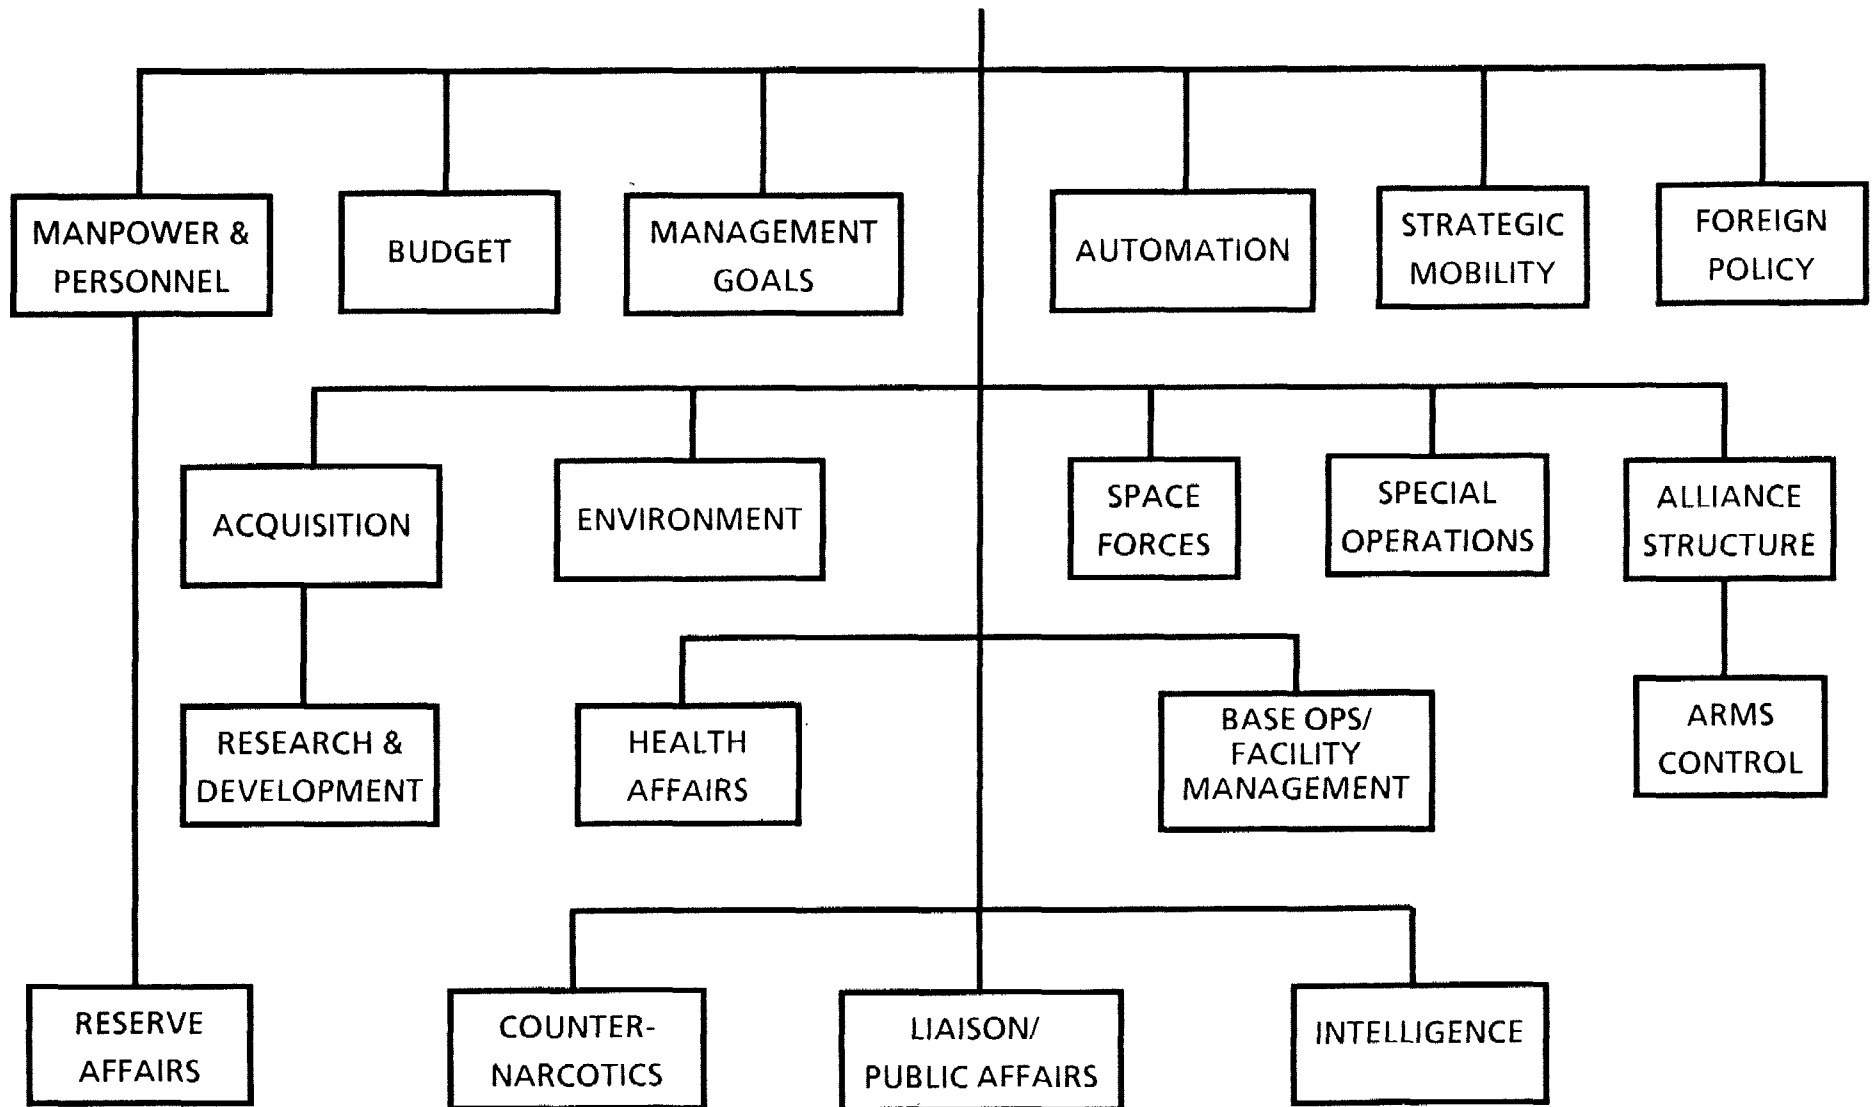 MANPOWER &
PERSONNEL
BUDGET
MANAGEMENT
GOALS
AUTOMATION
STRATEGIC
MOBILITY
FOREIGN
POLICY
ACQUISITION
ENVIRONMENT
SPACE
FORCES
SPECIAL
OPERATIONS
ALLIANCE
STRUCTURE
RESEARCH &
DEVELOPMENT
HEALTH
AFFAIRS
BASE OPS/
FACILITY
MANAGEMENT
ARMS
CONTROL
RESERVE
AFFAIRS
COUNTER-
NARCOTICS
LIAISON/
PUBLIC AFFAIRS
INTELLIGENCE